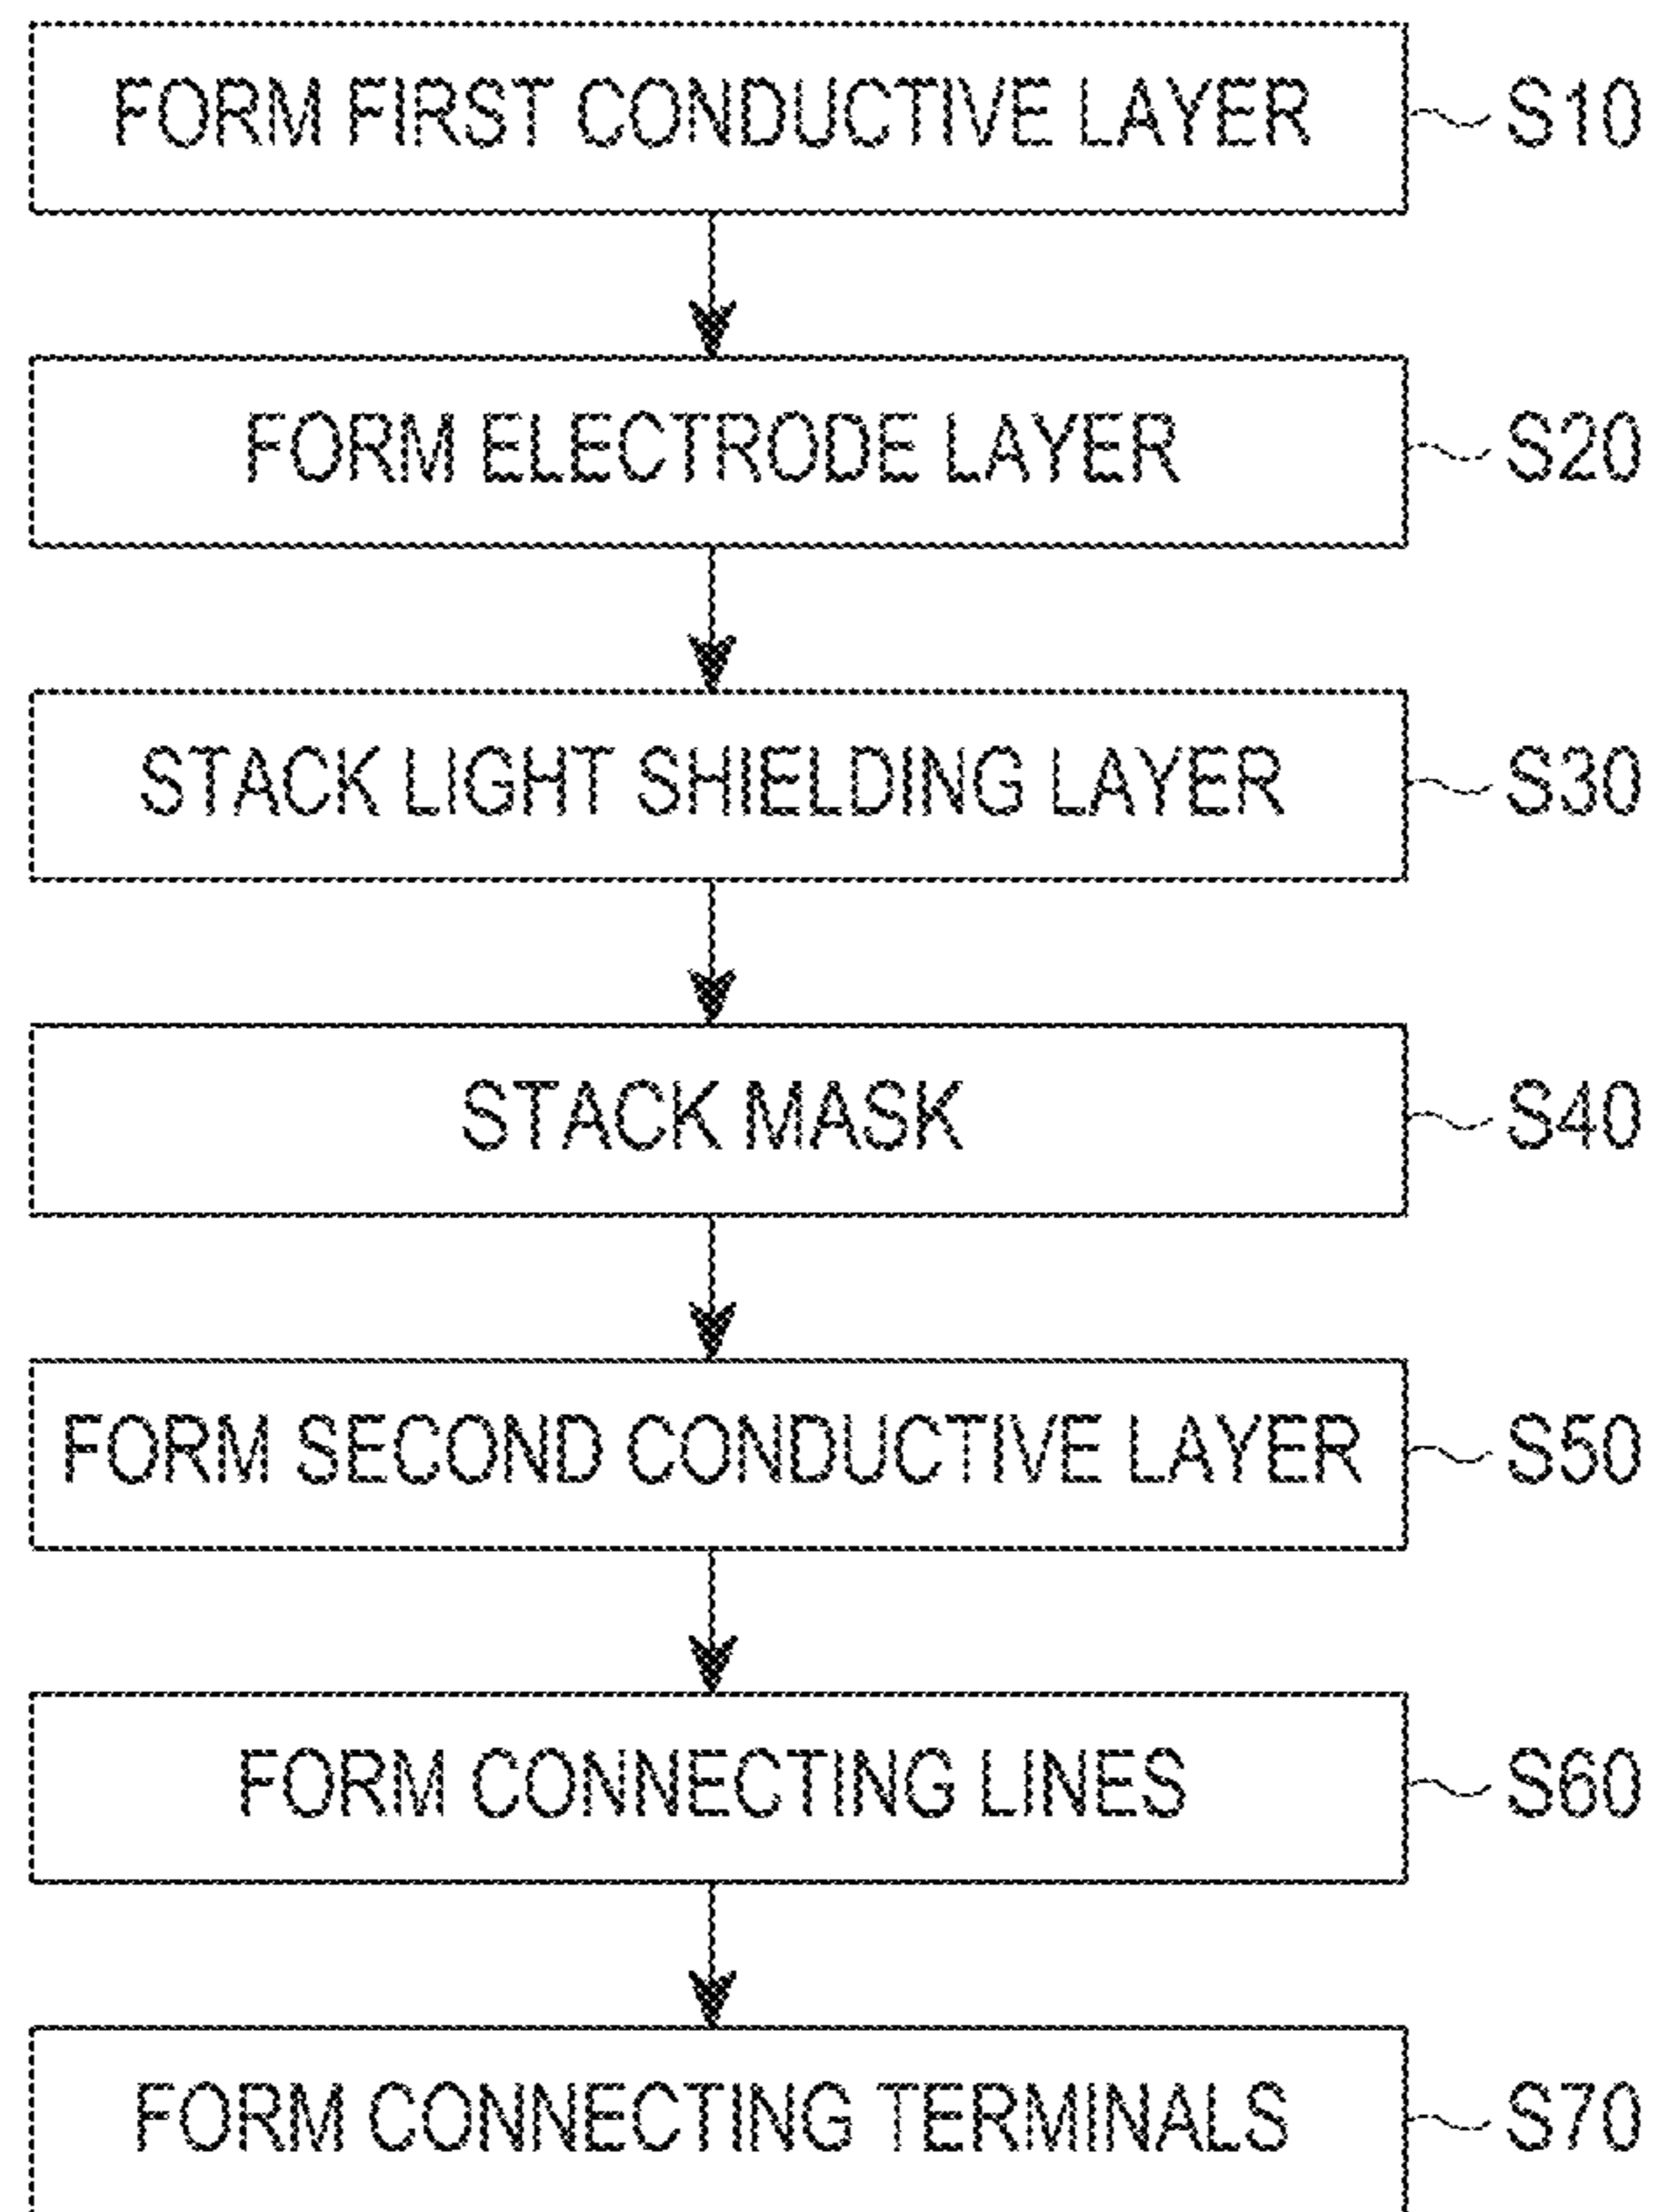 FORM FIRST CONDUCTIVE LAYER S10
FORM ELECTRODE LAYER S20
STACK LIGHT SHIELDING LAYER S30
STACK MASK S40
FORM SECOND CONDUCTIVE LAYER S50
FORM CONNECTING LINES S60
FORM CONNECTING TERMINALS S70